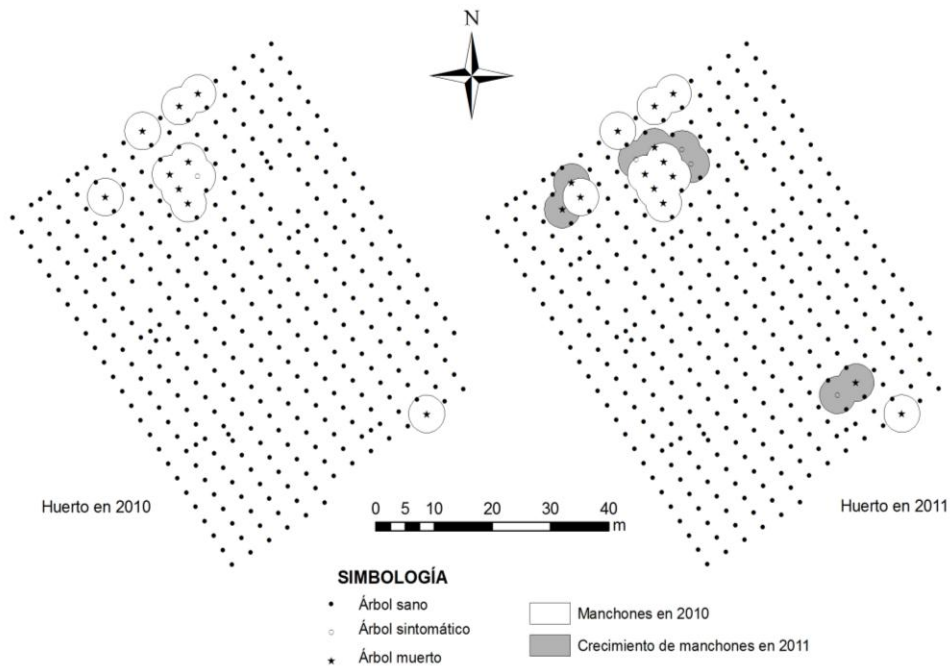 N
Huerto en 2010
Huerto en 2011
0 5 10 20 30 40
m
SIMBOLOGÍA
Árbol sano
Árbol sintomático
Árbol muerto
Manchones en 2010
Crecimiento de manchones en 2011